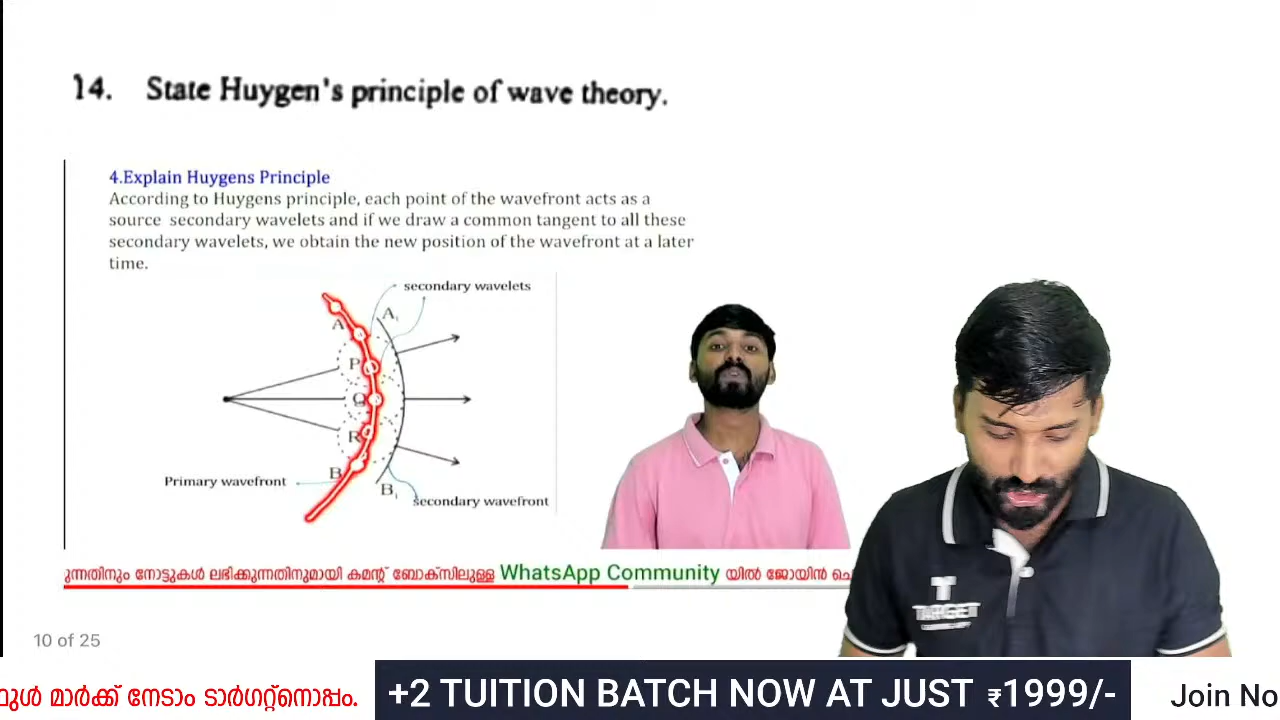 14. State Huygen's principle of wave theory.
4.Explain Huygens Principle
According to Huygens principle, each point of the wavefront acts as a
source secondary wavelets and if we draw a common tangent to all these
secondary wavelets, we obtain the new position of the wavefront at a later
time.
secondary wavelets
A
A₁
P
Q
R
B
Primary wavefront
B₁
secondary wavefront
ുന്നതിനും നോട്ടുകൾ ലഭിക്കുന്നതിനുമായി കമന്റ് ബോക്സിലുള്ള WhatsApp Community യിൽ ജോയിൻ ചെ
TARGET
10 of 25
ഫുൾ മാർക്ക് നേടാം ടാർഗറ്റ്നൊപ്പം.
+2 TUITION BATCH NOW AT JUST ₹1999/-
Join No